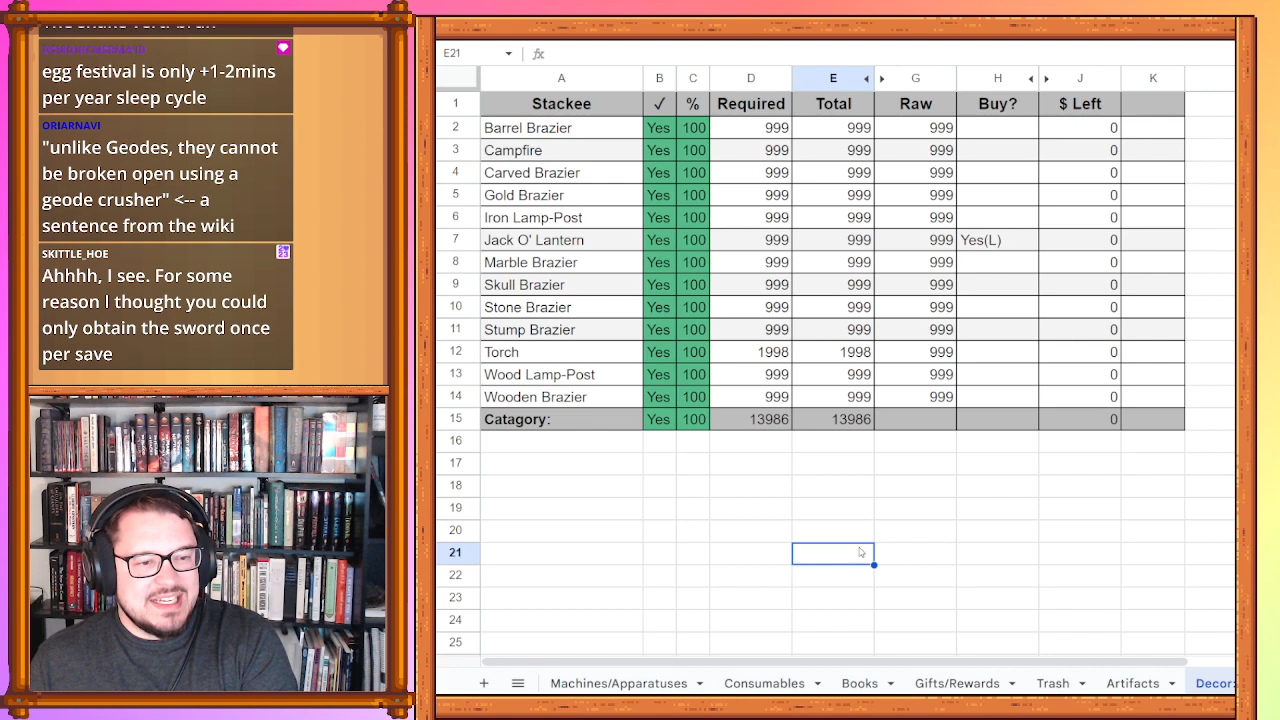 egg festival is only +1-2mins
per year sleep cycle
ORIARNAVI
"unlike Geodes, they cannot
be broken open using a
geode crusher" <-- a
sentence from the wiki
SKITTLE_HOE
Ahhhh, I see. For some
reason I thought you could
only obtain the sword once
per save
E21
fx
A B C D E G H J K
1 Stackee ✓ % Required Total Raw Buy? $ Left
2 Barrel Brazier Yes 100 999 999 999 0
3 Campfire Yes 100 999 999 999 0
4 Carved Brazier Yes 100 999 999 999 0
5 Gold Brazier Yes 100 999 999 999 0
6 Iron Lamp-Post Yes 100 999 999 999 0
7 Jack O' Lantern Yes 100 999 999 999 Yes(L) 0
8 Marble Brazier Yes 100 999 999 999 0
9 Skull Brazier Yes 100 999 999 999 0
10 Stone Brazier Yes 100 999 999 999 0
11 Stump Brazier Yes 100 999 999 999 0
12 Torch Yes 100 1998 1998 999 0
13 Wood Lamp-Post Yes 100 999 999 999 0
14 Wooden Brazier Yes 100 999 999 999 0
15 Catagory: Yes 100 13986 13986 0
16
17
18
19
20
21
22
23
24
25
Machines/Apparatuses Consumables Books Gifts/Rewards Trash Artifacts Decor